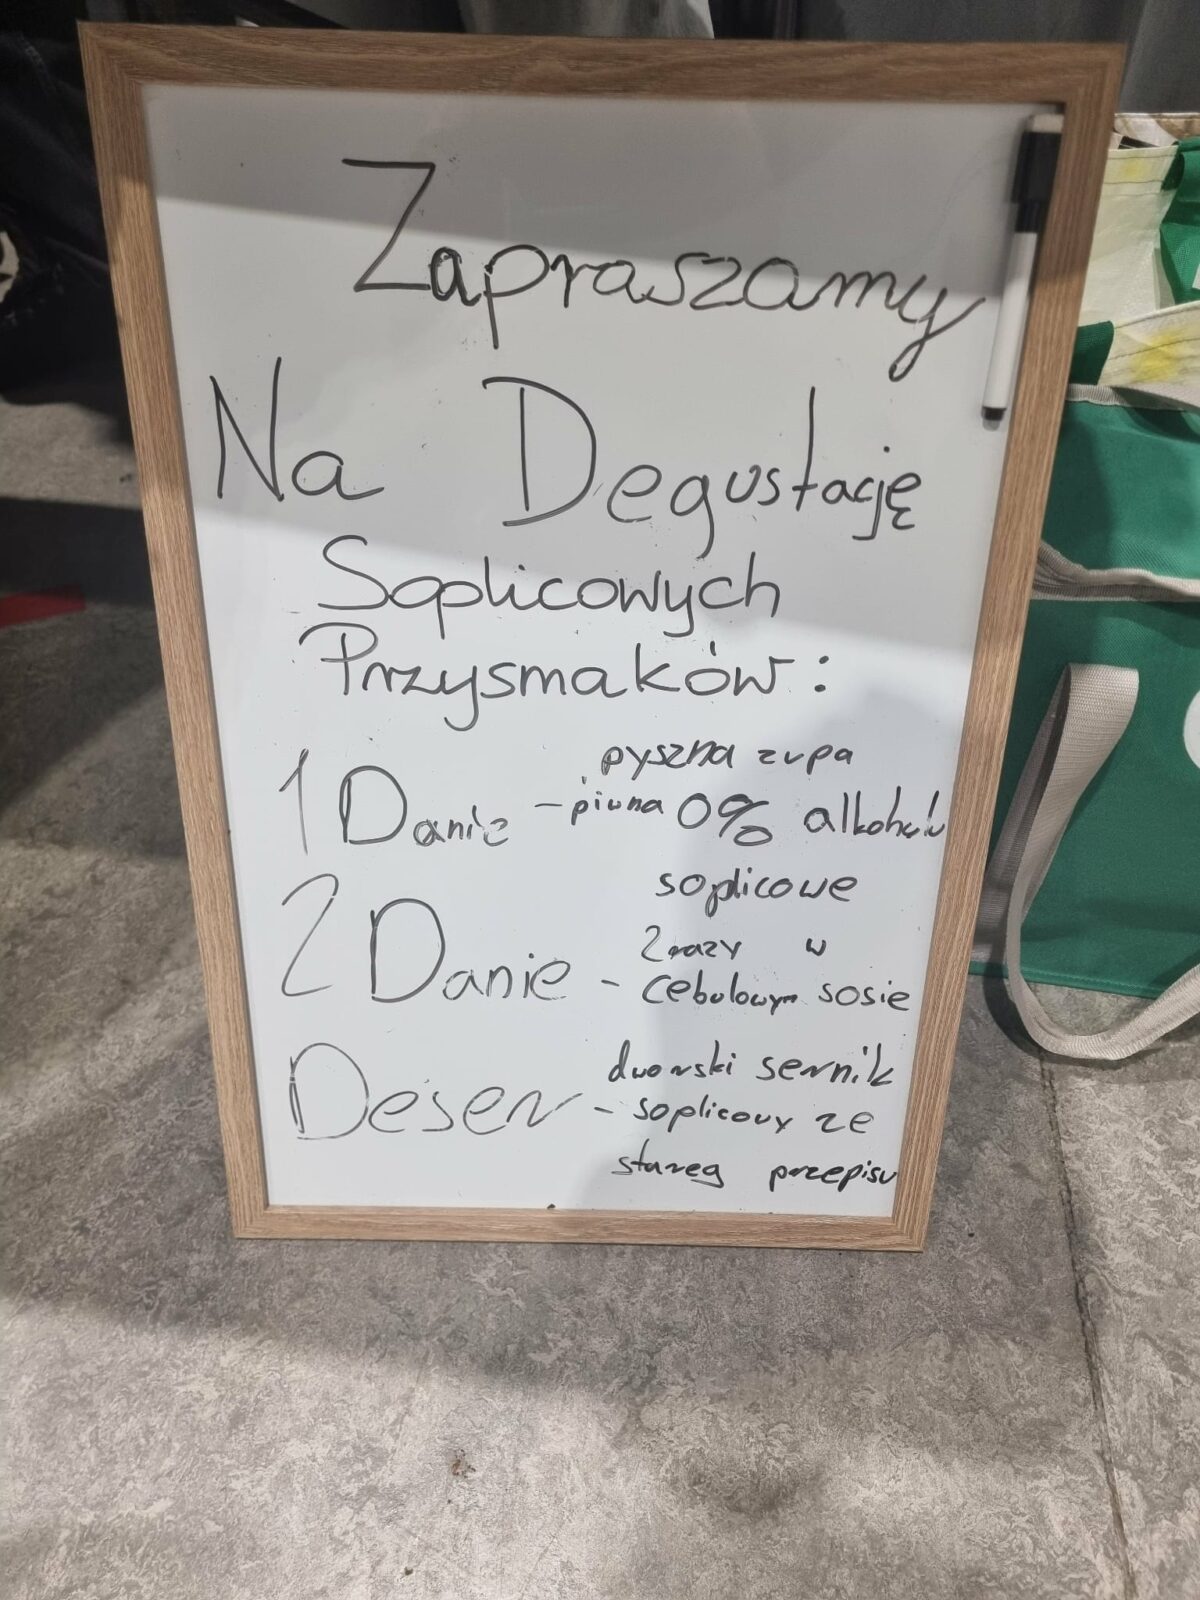 Zapraszamy
Na Degustację
Soplicowych
Przysmaków:
1 Danie - pyszna zupa
piwna 0% alkoholu
2 Danie - soplicowe
zrazy w
cebulowym sosie
Deser - dworski sernik
soplicowy ze
stareg przepisu